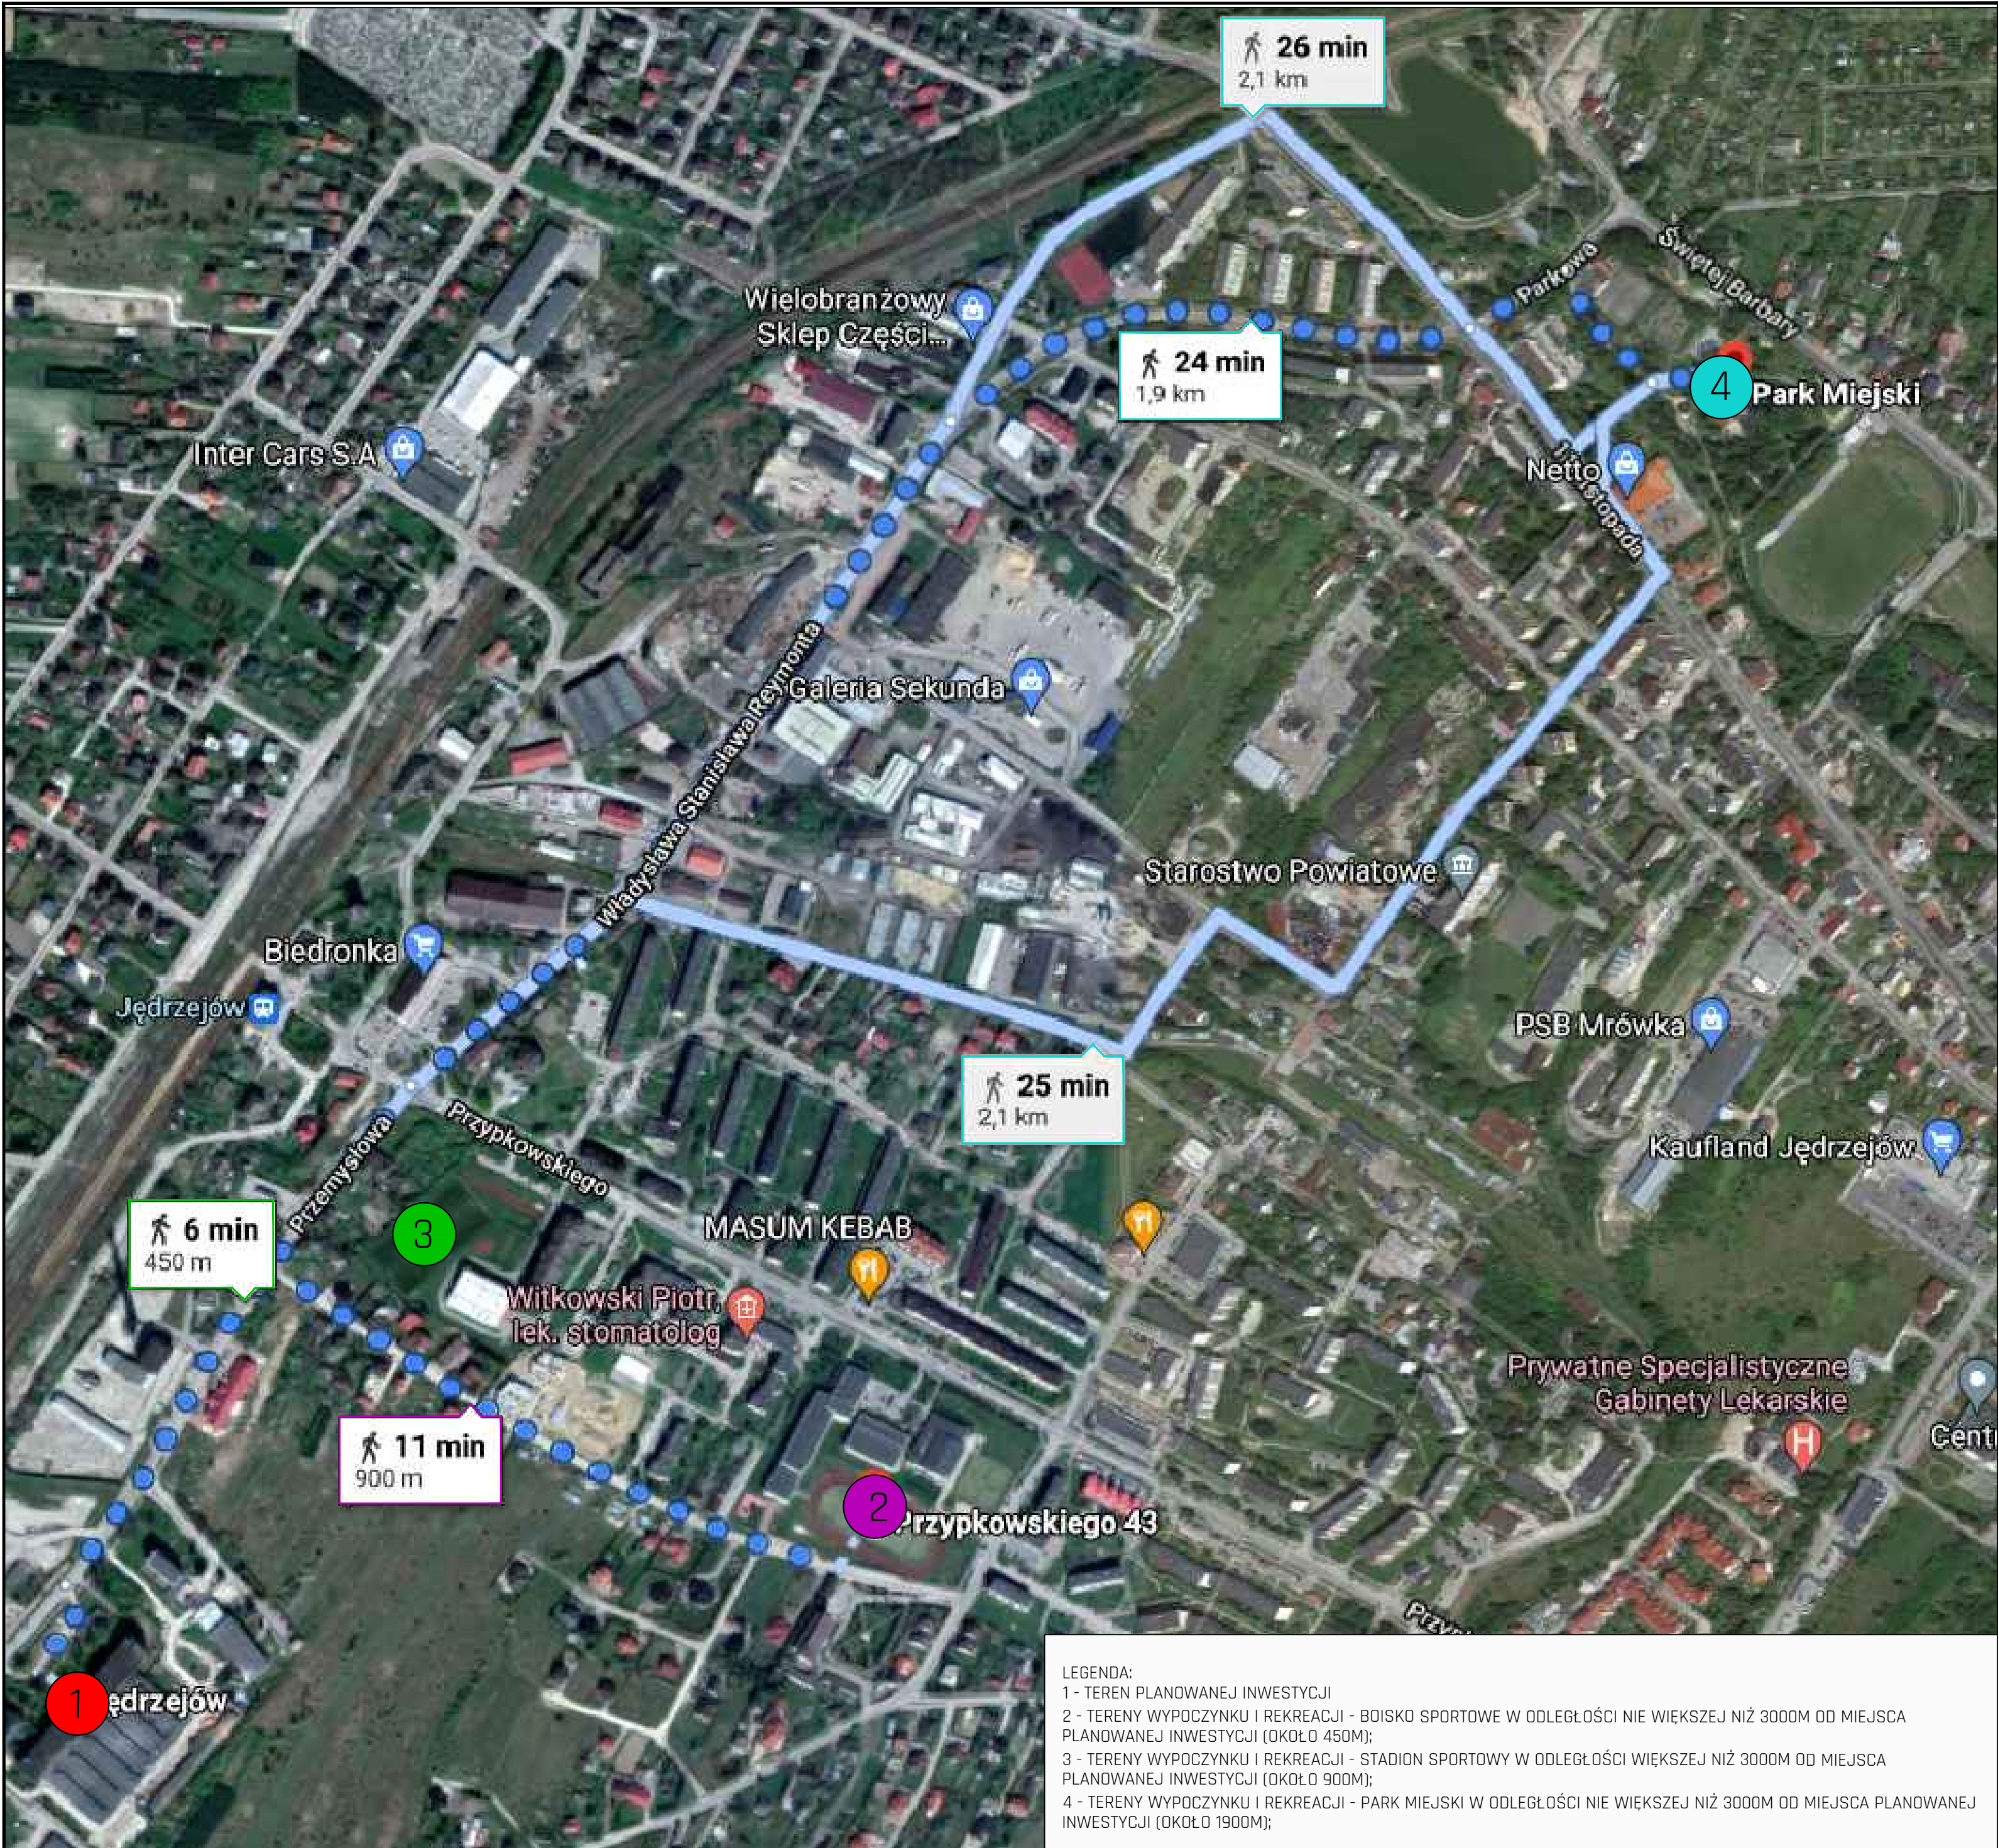 26 min
2,1 km
Parkowa
Świętej Barbary
Wielobranżowy
Sklep Części...
24 min
1,9 km
4
Park Miejski
Inter Cars S.A
Netto
Władysława Stanisława Reymonta
Galeria Sekunda
Starostwo Powiatowe
Biedronka
Jędrzejów
PSB Mrówka
25 min
2,1 km
Przypkowskiego
Przemysłowa
Kaufland Jędrzejów
6 min
450 m
3
MASUM KEBAB
Witkowski Piotr,
lek. stomatolog
Prywatne Specjalistyczne
Gabinety Lekarskie
Centr
11 min
900 m
2
Przypkowskiego 43
1
ędrzejów
LEGENDA:
1 - TEREN PLANOWANEJ INWESTYCJI
2 - TERENY WYPOCZYNKU I REKREACJI - BOISKO SPORTOWE W ODLEGŁOŚCI NIE WIĘKSZEJ NIŻ 3000M OD MIEJSCA
PLANOWANEJ INWESTYCJI (OKOŁO 450M);
3 - TERENY WYPOCZYNKU I REKREACJI - STADION SPORTOWY W ODLEGŁOŚCI WIĘKSZEJ NIŻ 3000M OD MIEJSCA
PLANOWANEJ INWESTYCJI (OKOŁO 900M);
4 - TERENY WYPOCZYNKU I REKREACJI - PARK MIEJSKI W ODLEGŁOŚCI NIE WIĘKSZEJ NIŻ 3000M OD MIEJSCA PLANOWANEJ
INWESTYCJI (OKOŁO 1900M);